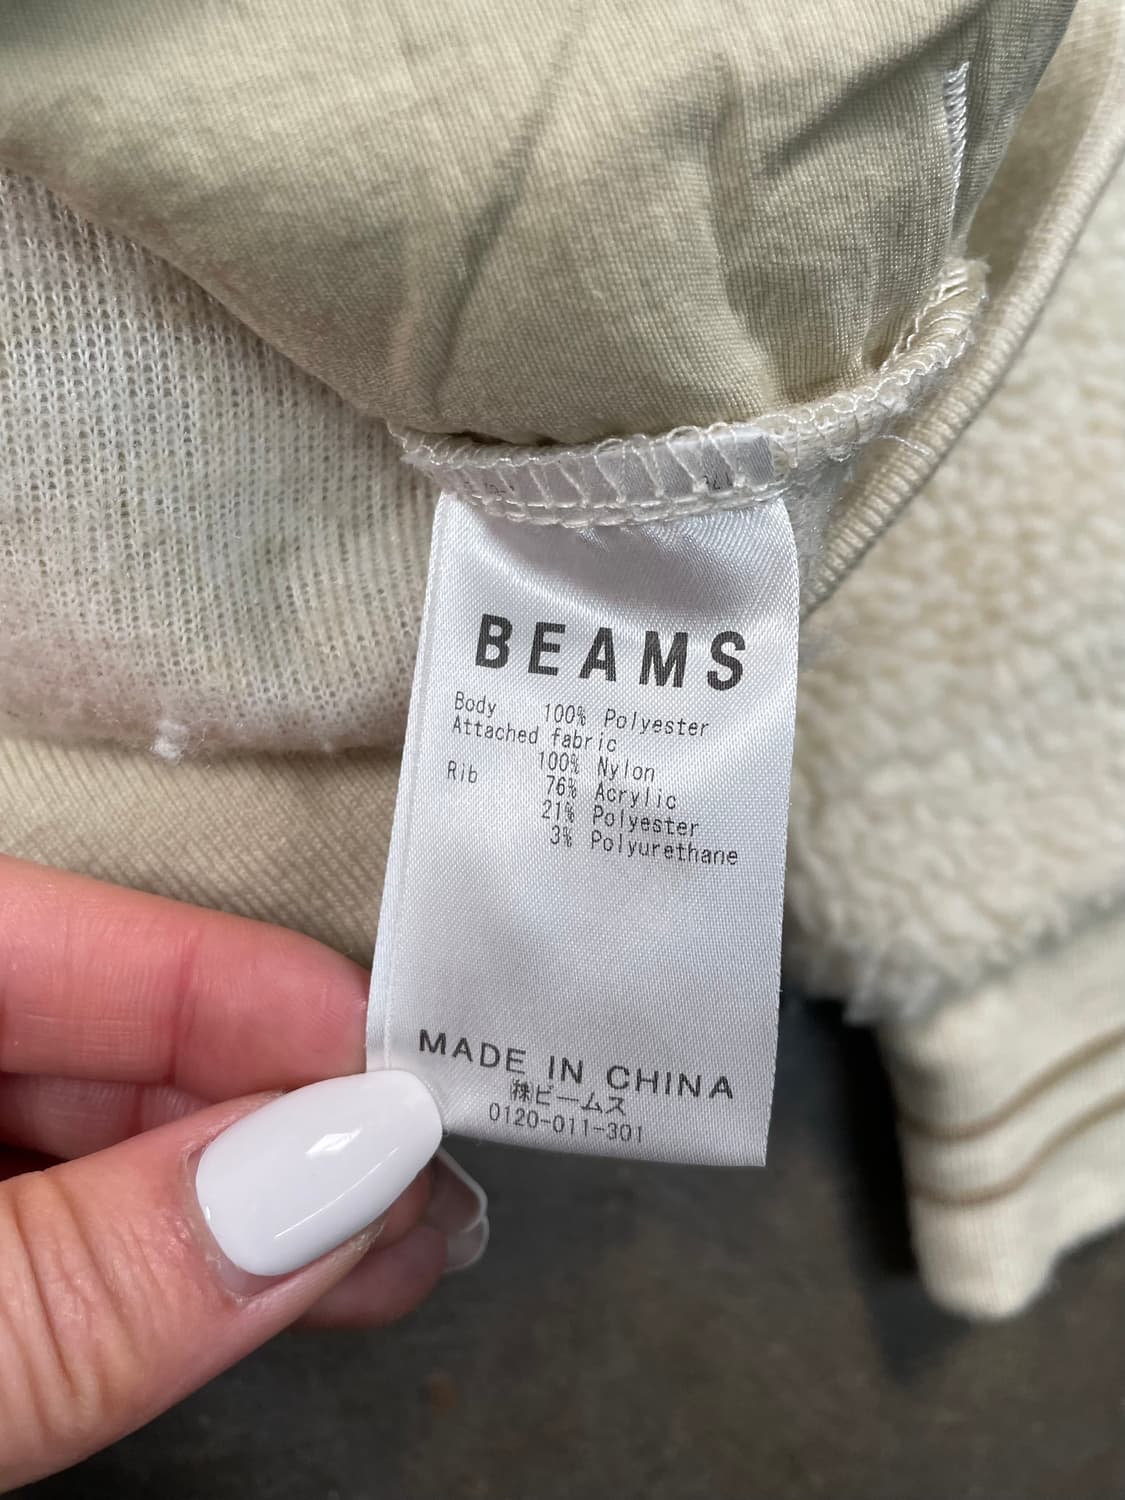 BEAMS
Body 100% Polyester
Attached fabric
100% Nylon
Rib 76% Acrylic
21% Polyester
3% Polyurethane
MADE IN CHINA
㈱ビームス
0120-011-301